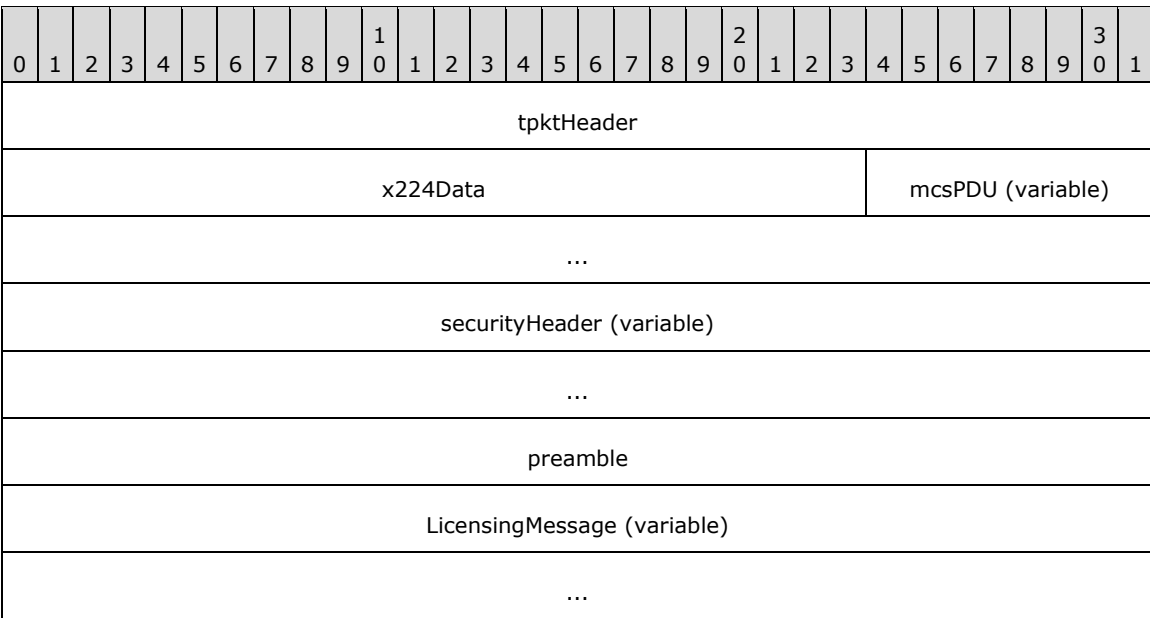 0 1 2 3 4 5 6 7 8 9 1 0 1 2 3 4 5 6 7 8 9 2 0 1 2 3 4 5 6 7 8 9 3 0 1
tpktHeader
x224Data mcsPDU (variable)
...
securityHeader (variable)
...
preamble
LicensingMessage (variable)
...